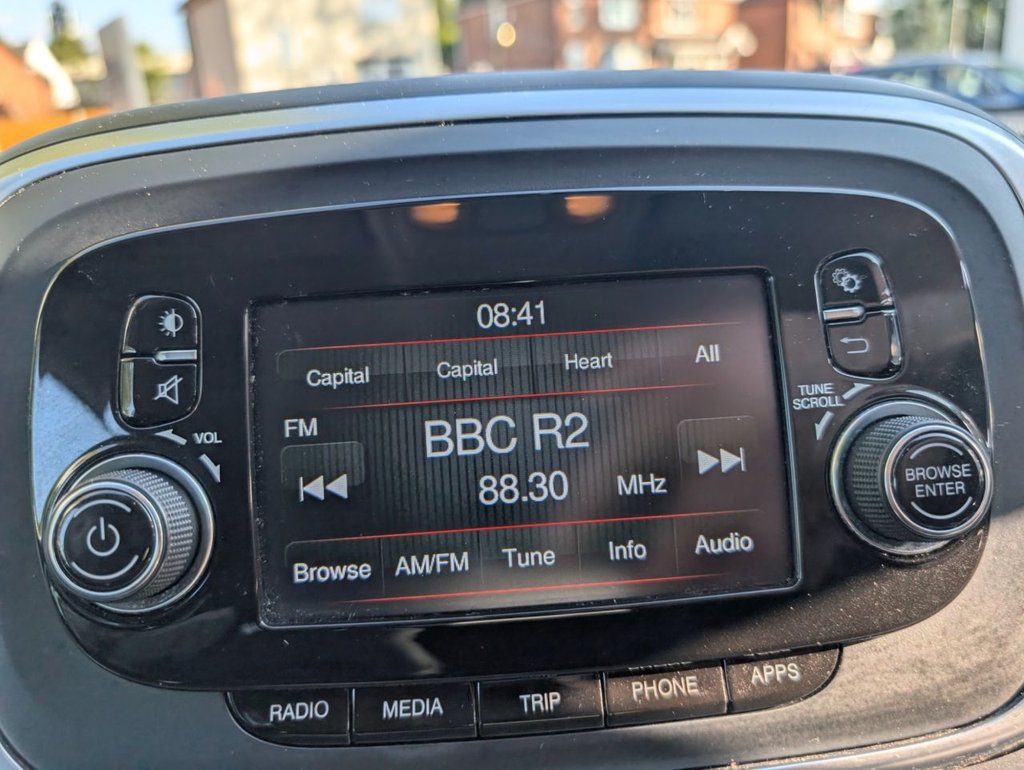 08:41
Capital Capital Heart All
FM
BBC R2
88.30 MHz
Browse AM/FM Tune Info Audio
VOL
TUNE
SCROLL
BROWSE
ENTER
RADIO MEDIA TRIP PHONE APPS